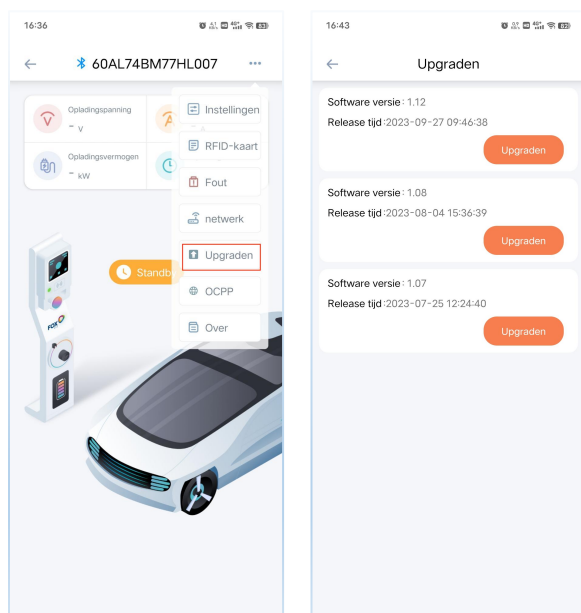 16:36
60AL74BM77HL007
Opladingspanning
- V
Opladingsvermogen
- kW
Instellingen
RFID-kaart
Fout
netwerk
Upgraden
OCPP
Over
Standb
FOX
16:43
Upgraden
Software versie: 1.12
Release tijd:2023-09-27 09:46:38
Upgraden
Software versie: 1.08
Release tijd:2023-08-04 15:36:39
Upgraden
Software versie: 1.07
Release tijd:2023-07-25 12:24:40
Upgraden